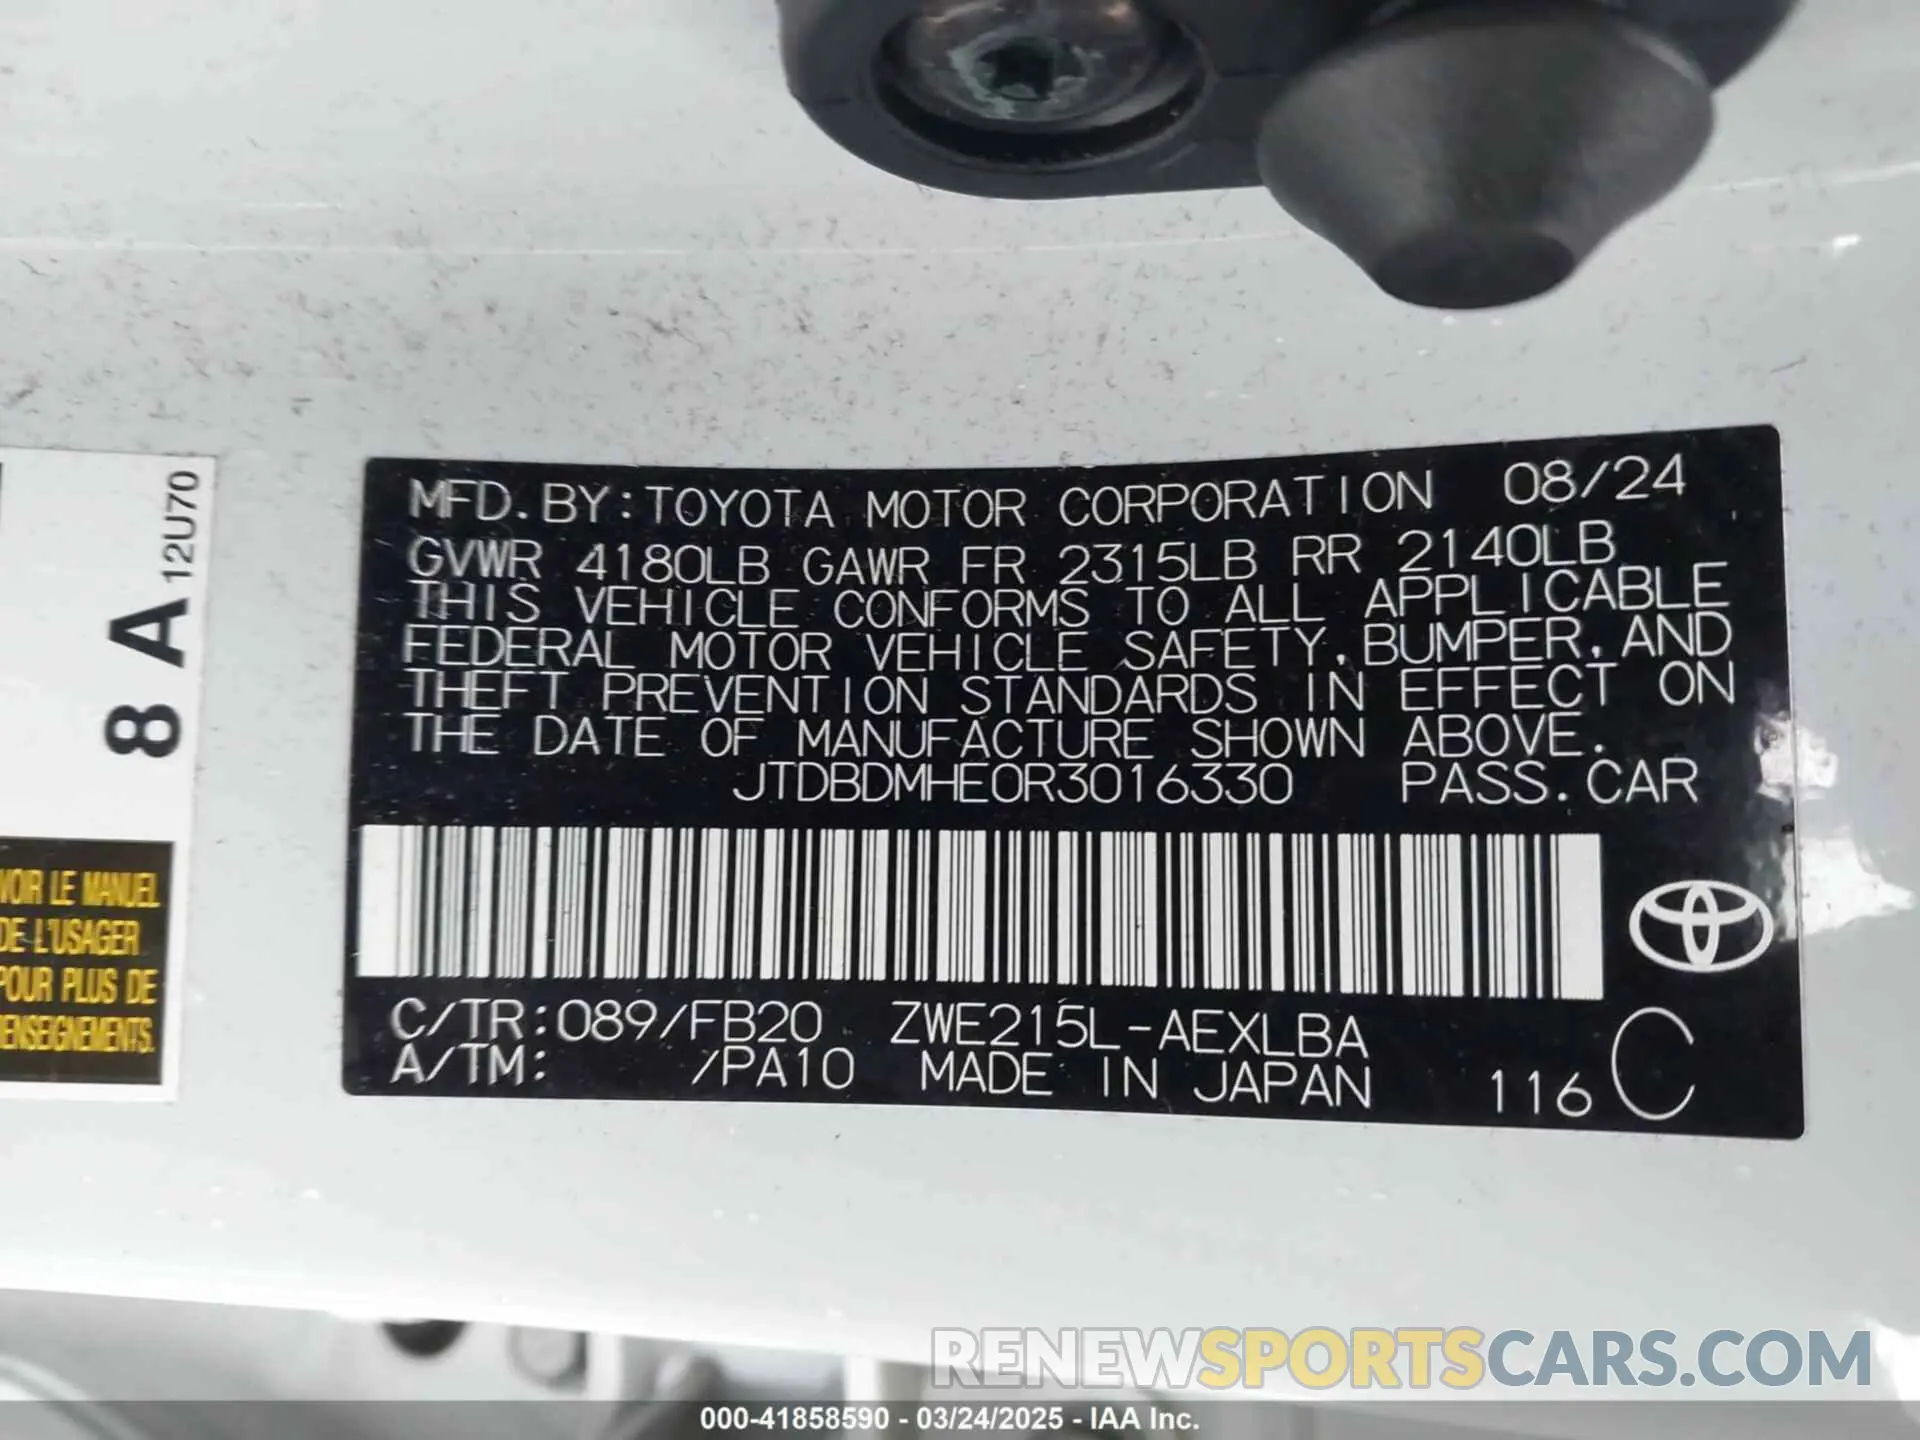 MFD. BY: TOYOTA MOTOR CORPORATION 08/24
GVWR 4180LB GAWR FR 2315LB RR 2140LB
THIS VEHICLE CONFORMS TO ALL APPLICABLE
FEDERAL MOTOR VEHICLE SAFETY, BUMPER, AND
THEFT PREVENTION STANDARDS IN EFFECT ON
THE DATE OF MANUFACTURE SHOWN ABOVE.
JTDBDMHE0R3016330 PASS. CAR
C/TR: 089/FB20 ZWE215L-AEXLBA
A/TM: /PA10 MADE IN JAPAN 116 C
8 A 12U70
VOIR LE MANUEL
DE L'USAGER
POUR PLUS DE
RENSEIGNEMENTS.
RENEWSPORTSCARS.COM
000-41858590 - 03/24/2025 - IAA Inc.